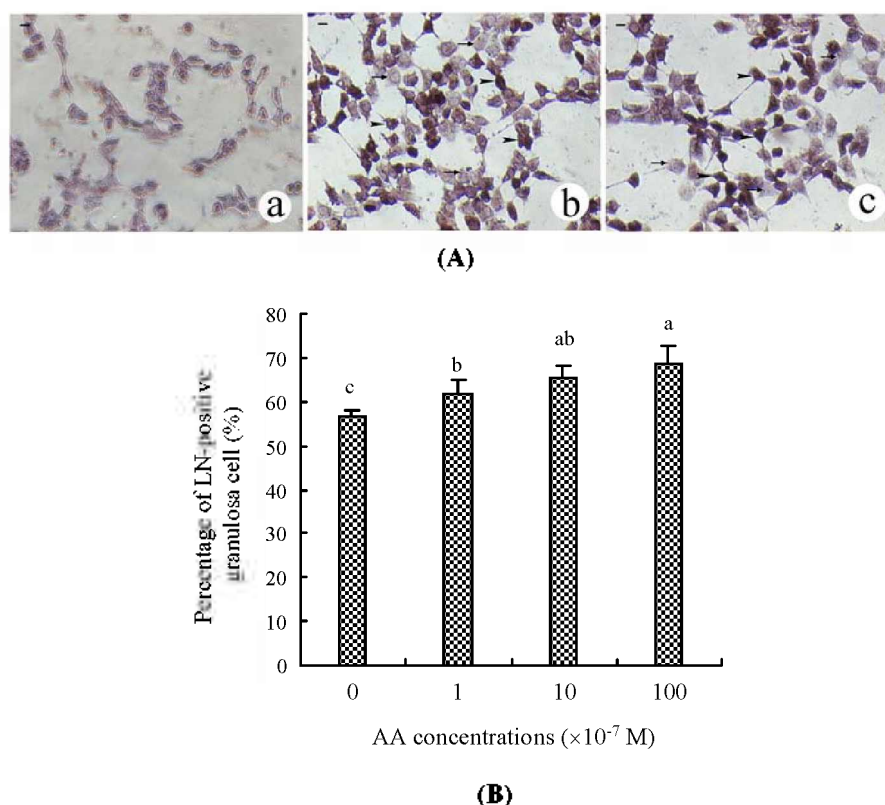 a
b
c
(A)
80
70
60
50
40
30
20
10
0
c
b
ab
a
0 1 10 100
Percentage of LN-positive
granulosa cell (%)
AA concentrations (×10⁻⁷ M)
(B)